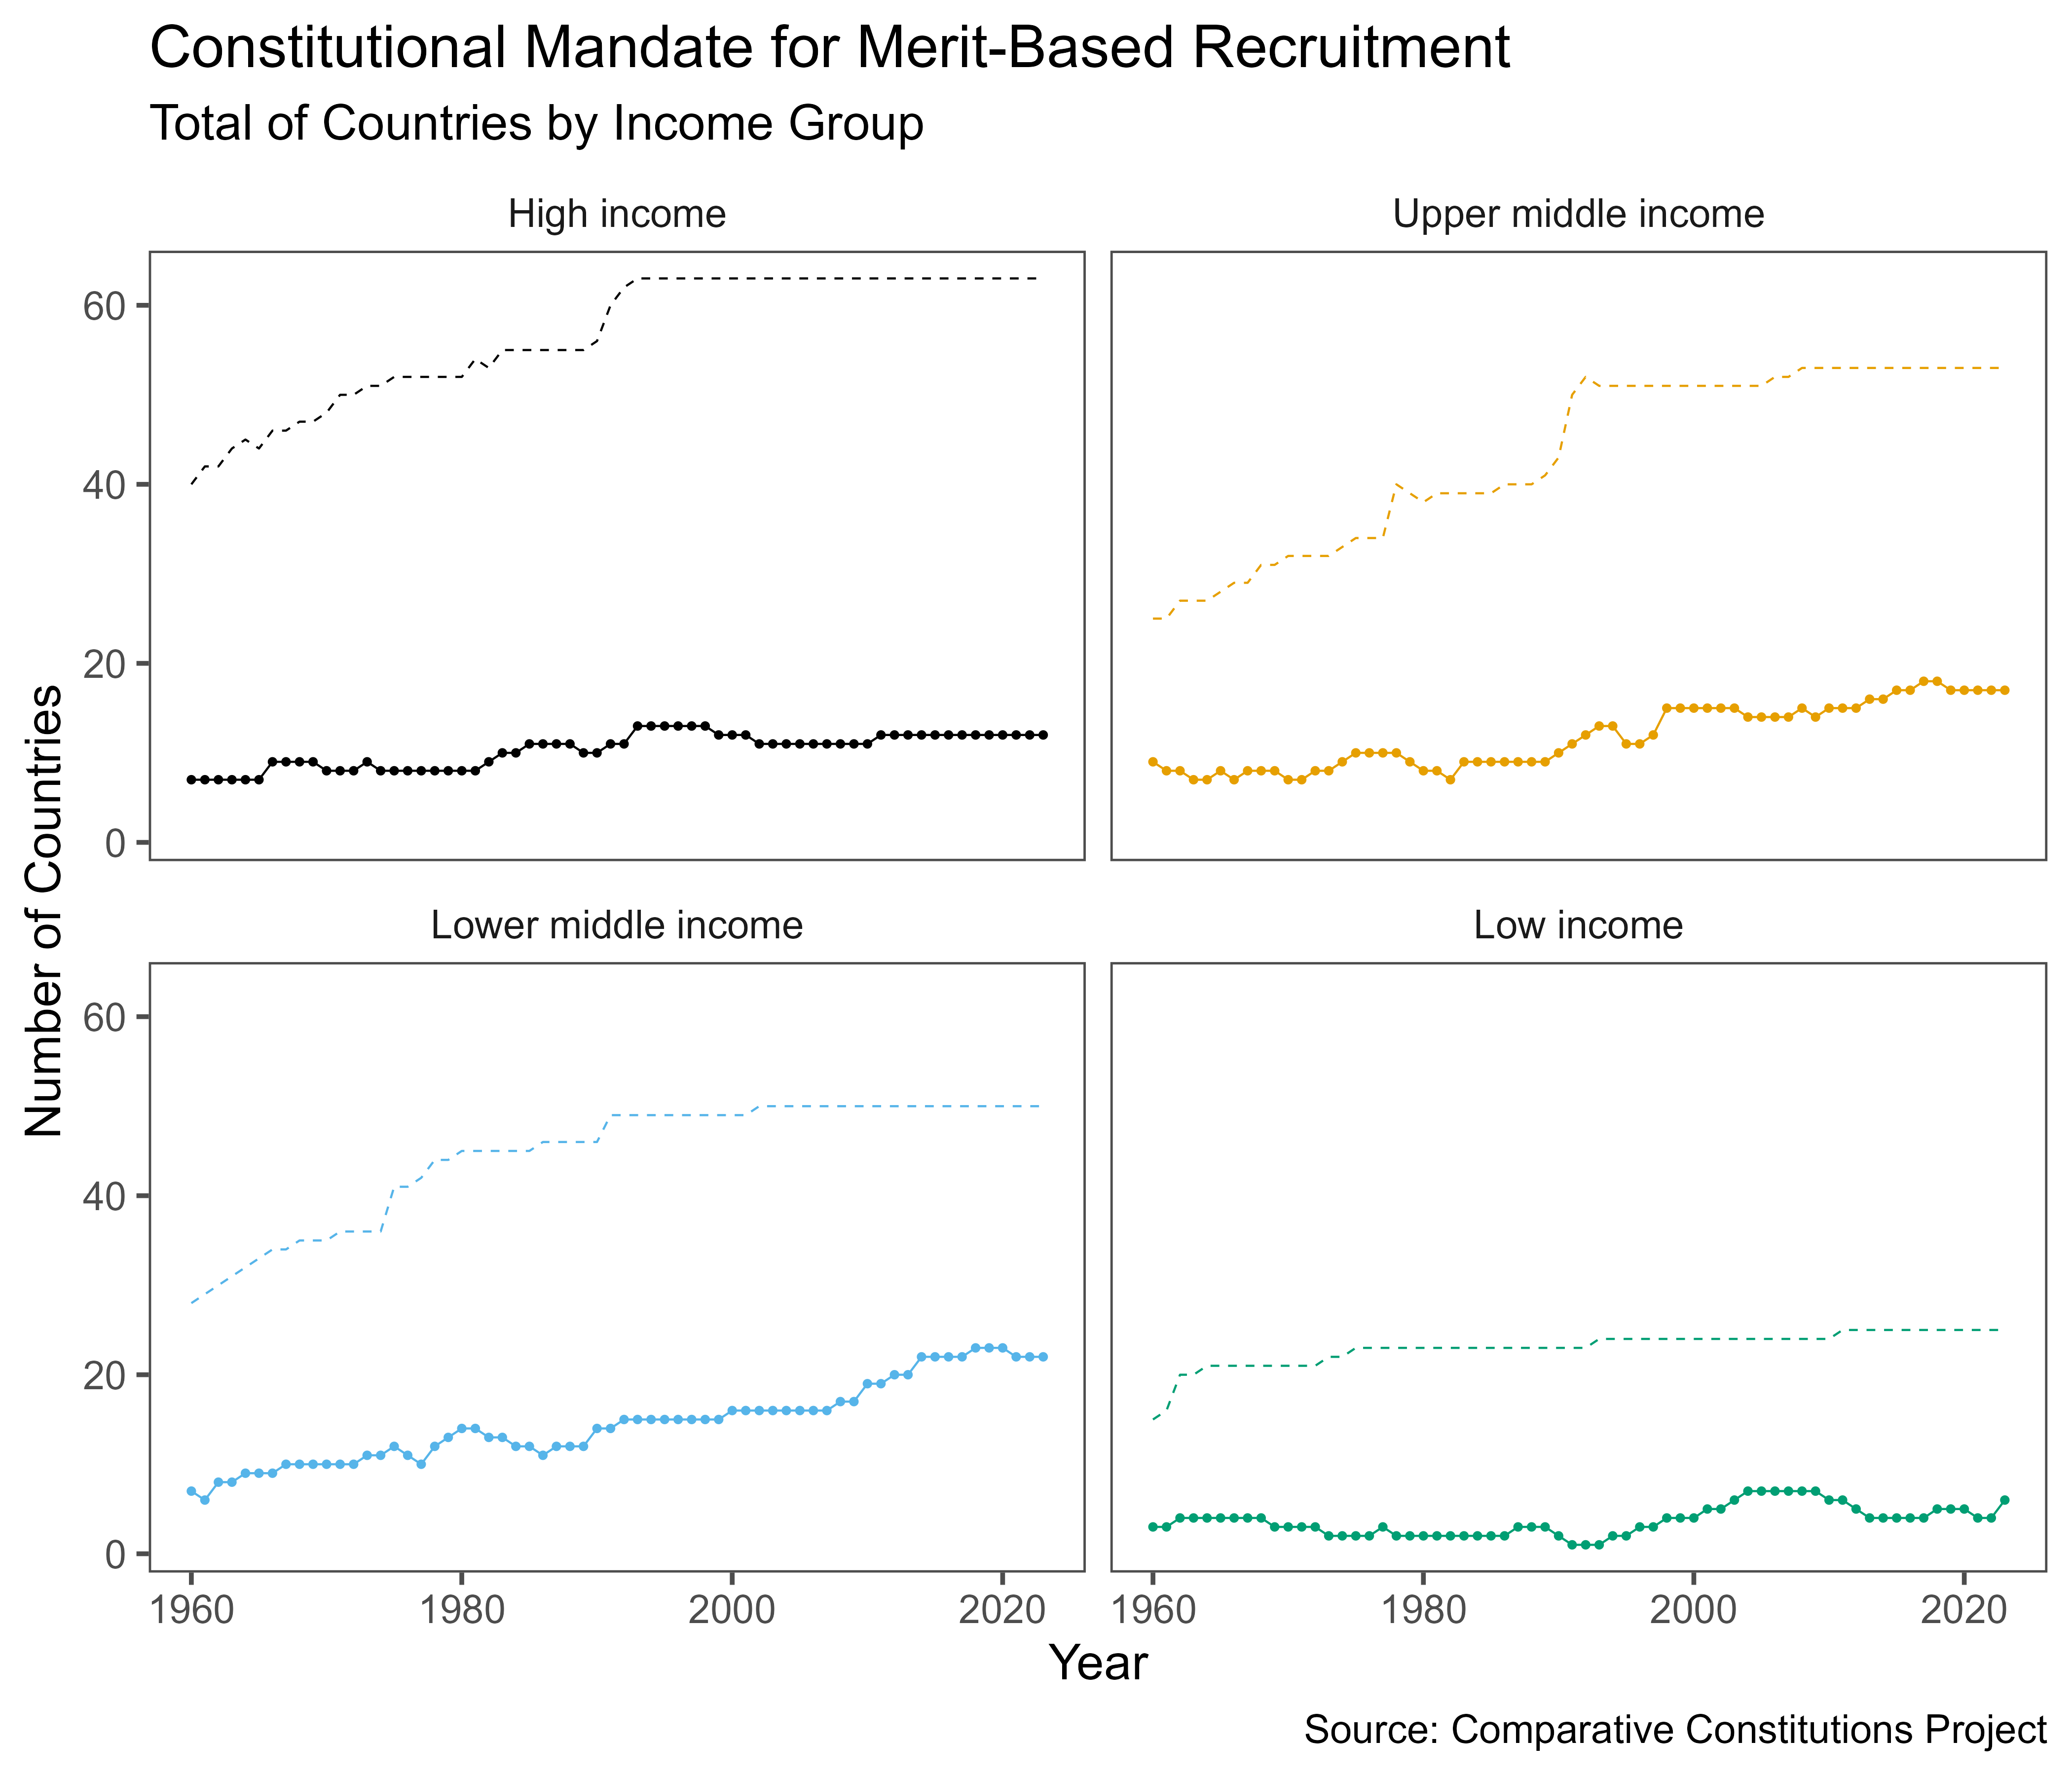 Constitutional Mandate for Merit-Based Recruitment
Total of Countries by Income Group
High income
Upper middle income
60
40
20
0
Number of Countries
Lower middle income
Low income
60
40
20
0
1960 1980 2000 2020 1960 1980 2000 2020
Year
Source: Comparative Constitutions Project